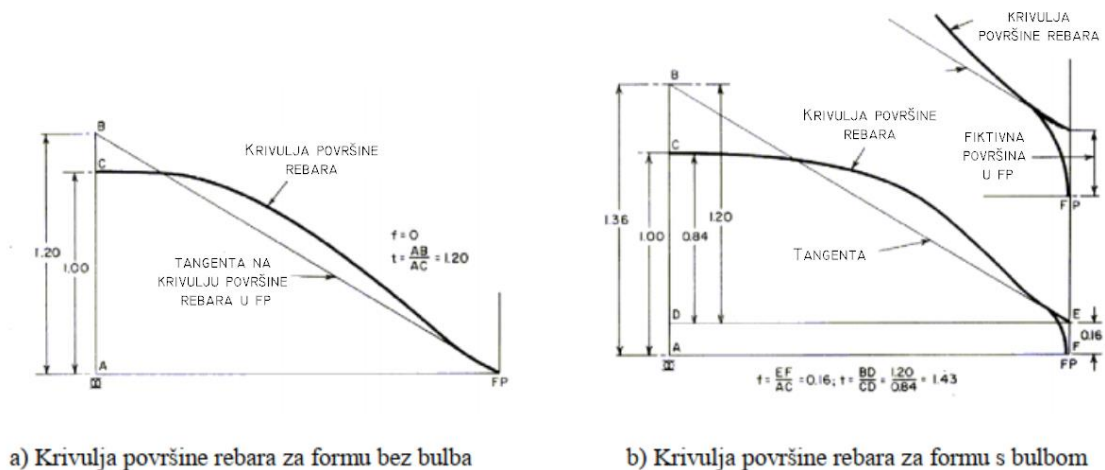 B
C
A
1.20
1.00
KRIVULJA POVRŠINE
REBARA
TANGENTA NA
KRIVULJU POVRŠINE
REBARA U FP
f=0
t=AB/AC=1.20
FP
a) Krivulja površine rebara za formu bez bulba
KRIVULJA
POVRŠINE REBARA
FIKTIVNA
POVRŠINA
U FP
FP
B
C
D
A
1.36
1.00
0.84
1.20
KRIVULJA POVRŠINE
REBARA
TANGENTA
E
0.16
F
FP
f=EF/AC=0.16; t=BD/CD=1.20/0.84=1.43
b) Krivulja površine rebara za formu s bulbom